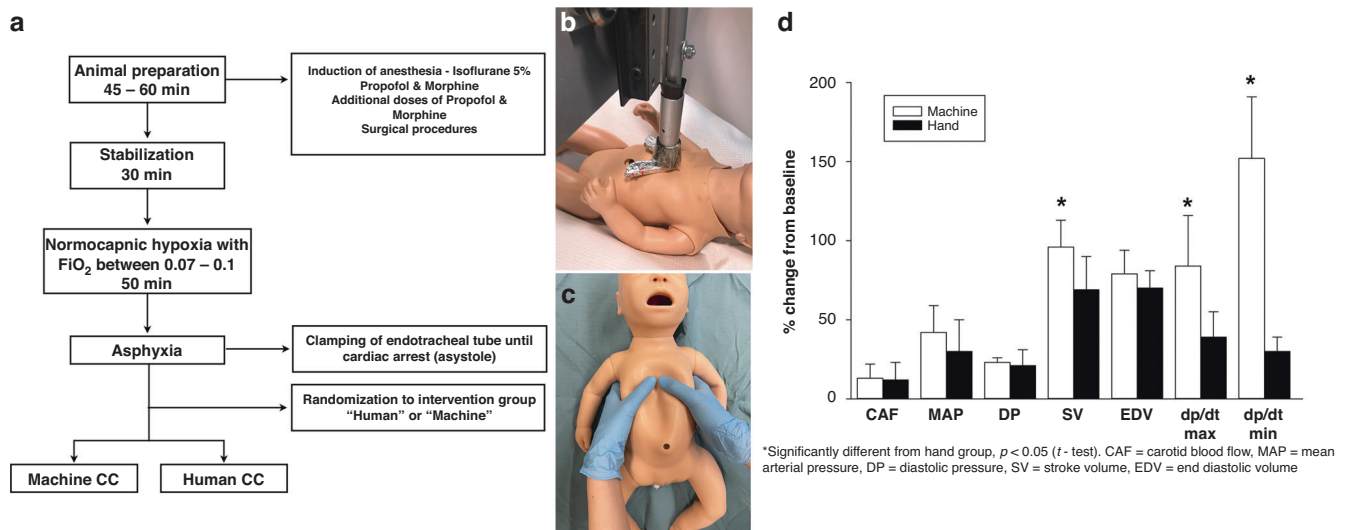 a
Animal preparation
45 – 60 min
Induction of anesthesia - Isoflurane 5%
Propofol & Morphine
Additional doses of Propofol &
Morphine
Surgical procedures
Stabilization
30 min
Normocapnic hypoxia with
FiO2 between 0.07 – 0.1
50 min
Asphyxia
Clamping of endotracheal tube until
cardiac arrest (asystole)
Randomization to intervention group
“Human” or “Machine”
Machine CC
Human CC
b
c
d
% change from baseline
200
150
100
50
0
Machine
Hand
*
*
*
CAF
MAP
DP
SV
EDV
dp/dt
max
dp/dt
min
*Significantly different from hand group, p < 0.05 (t - test). CAF = carotid blood flow, MAP = mean
arterial pressure, DP = diastolic pressure, SV = stroke volume, EDV = end diastolic volume